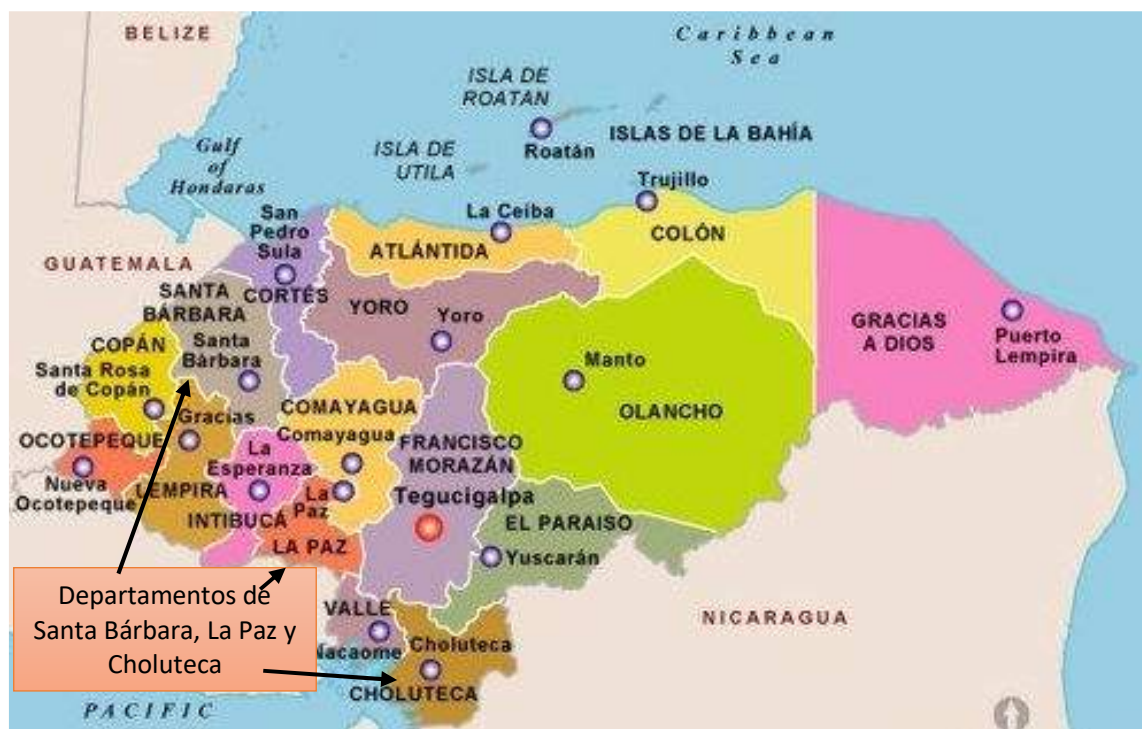 BELIZE
Caribbean
Sea
ISLA DE
ROATAN
ISLAS DE LA BAHÍA
Roatán
Gulf
of
Hondaras
ISLA DE
UTILA
Trujillo
San
Pedro
Sula
La Ceiba
ATLÁNTIDA
COLÓN
GUATEMALA
SANTA
BÁRBARA
CORTÉS
YORO
Yoro
GRACIAS
A DIOS
Puerto
Lempira
COPÁN
Santa
Bárbara
Manto
Santa Rosa
de Copán
Gracias
COMAYAGUA
Comayagua
OLANCHO
OCOTEPEQUE
La
Esperanza
FRANCISCO
MORAZÁN
Nueva
Ocotepeque
LEMPIRA
La
Paz
Tegucigalpa
INTIBUCÁ
LA PAZ
EL PARAISO
Yuscarán
Departamentos de
Santa Bárbara, La Paz y
Choluteca
VALLE
Nacaome
Choluteca
CHOLUTECA
NICARAGUA
PACIFIC